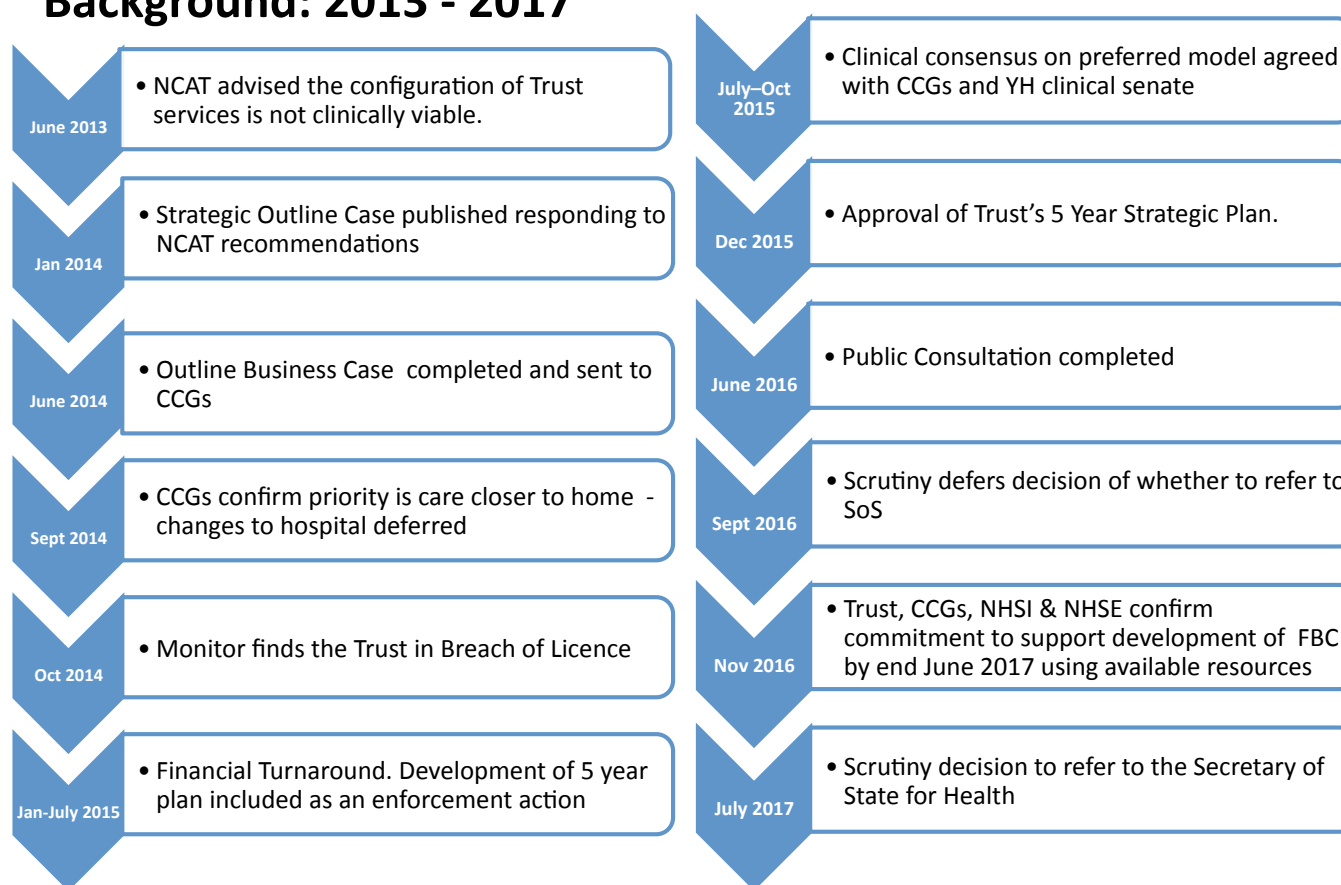 Background: 2013 - 2017
June 2013
• NCAT advised the configuration of Trust
services is not clinically viable.
Jan 2014
• Strategic Outline Case published responding to
NCAT recommendations
June 2014
• Outline Business Case completed and sent to
CCGs
Sept 2014
• CCGs confirm priority is care closer to home -
changes to hospital deferred
Oct 2014
• Monitor finds the Trust in Breach of Licence
Jan-July 2015
• Financial Turnaround. Development of 5 year
plan included as an enforcement action
July–Oct
2015
• Clinical consensus on preferred model agreed
with CCGs and YH clinical senate
Dec 2015
• Approval of Trust’s 5 Year Strategic Plan.
June 2016
• Public Consultation completed
Sept 2016
• Scrutiny defers decision of whether to refer to
SoS
Nov 2016
• Trust, CCGs, NHSI & NHSE confirm
commitment to support development of FBC
by end June 2017 using available resources
July 2017
• Scrutiny decision to refer to the Secretary of
State for Health